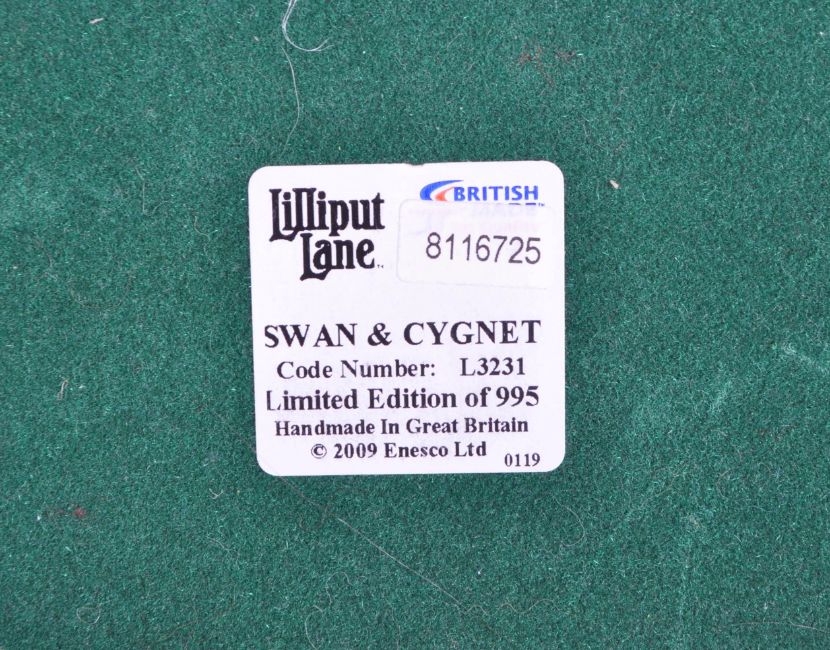 Lilliput
Lane™
BRITISH
8116725
SWAN & CYGNET
Code Number: L3231
Limited Edition of 995
Handmade In Great Britain
© 2009 Enesco Ltd
0119